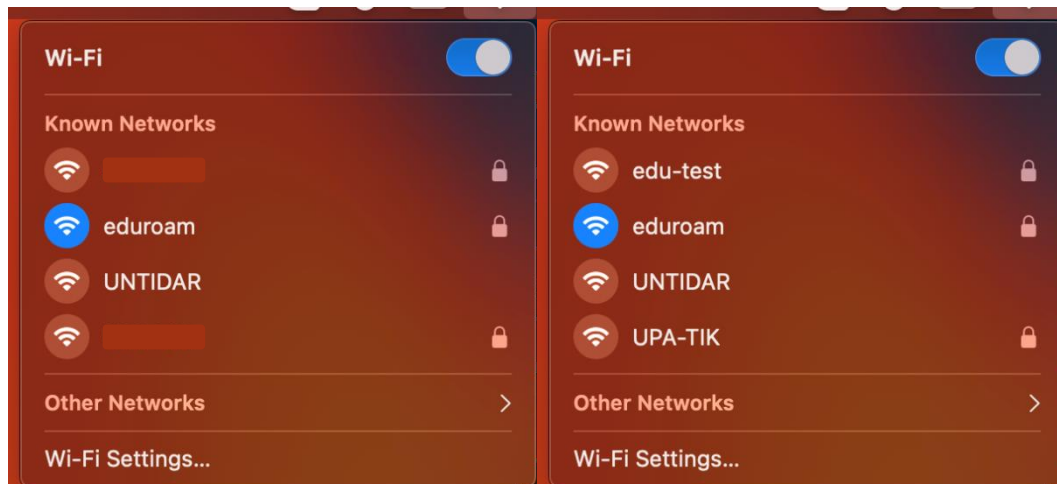 Wi-Fi
Known Networks
eduroam
UNTIDAR
Other Networks
Wi-Fi Settings...
Wi-Fi
Known Networks
edu-test
eduroam
UNTIDAR
UPA-TIK
Other Networks
Wi-Fi Settings...